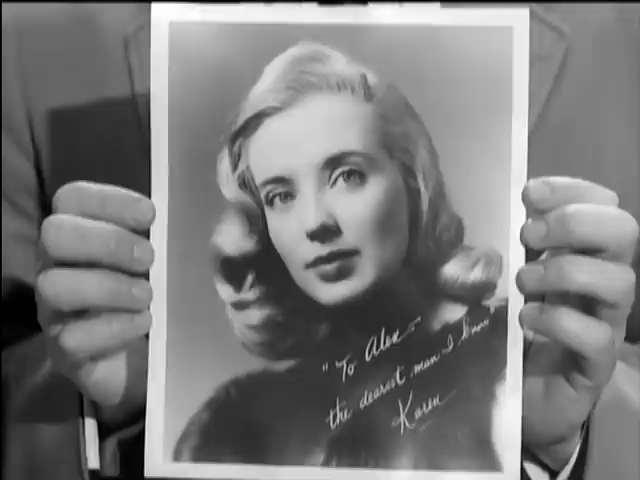 "To Alex-
the dearest man I know"
Karen